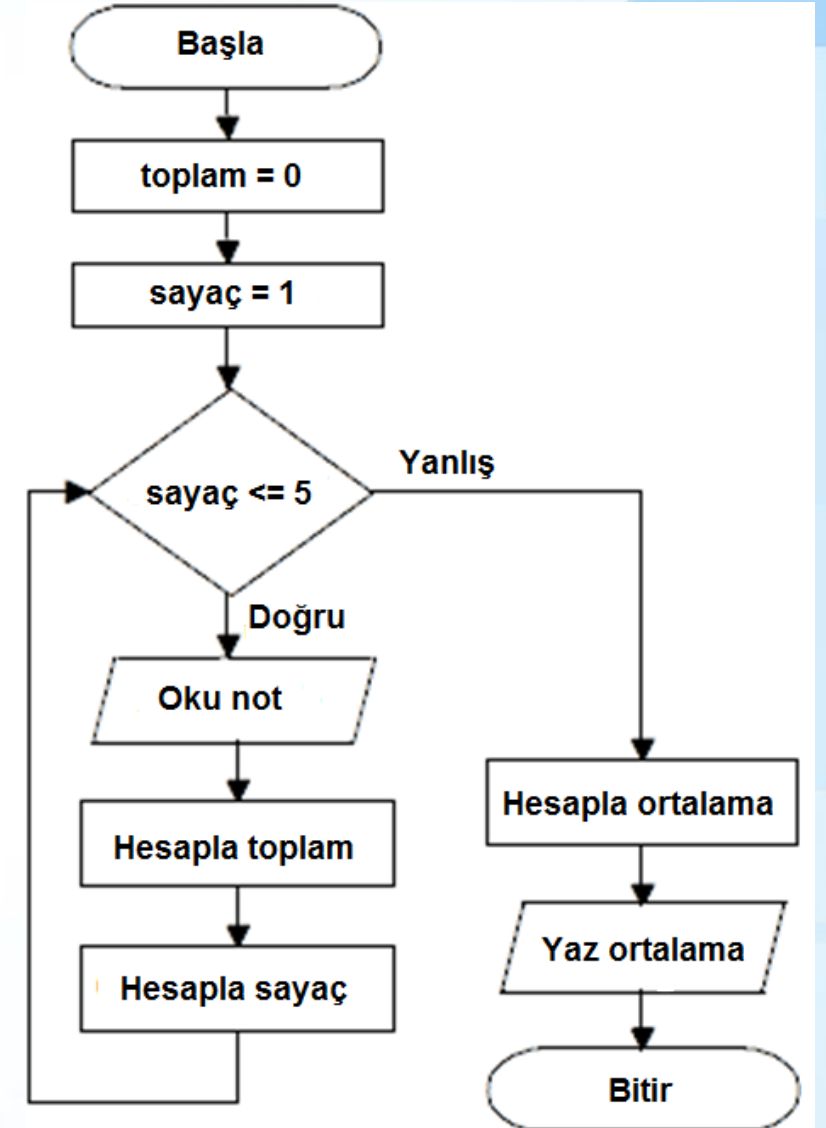 Başla
toplam = 0
sayaç = 1
sayaç <= 5
Yanlış
Doğru
Oku not
Hesapla toplam
Hesapla sayaç
Hesapla ortalama
Yaz ortalama
Bitir